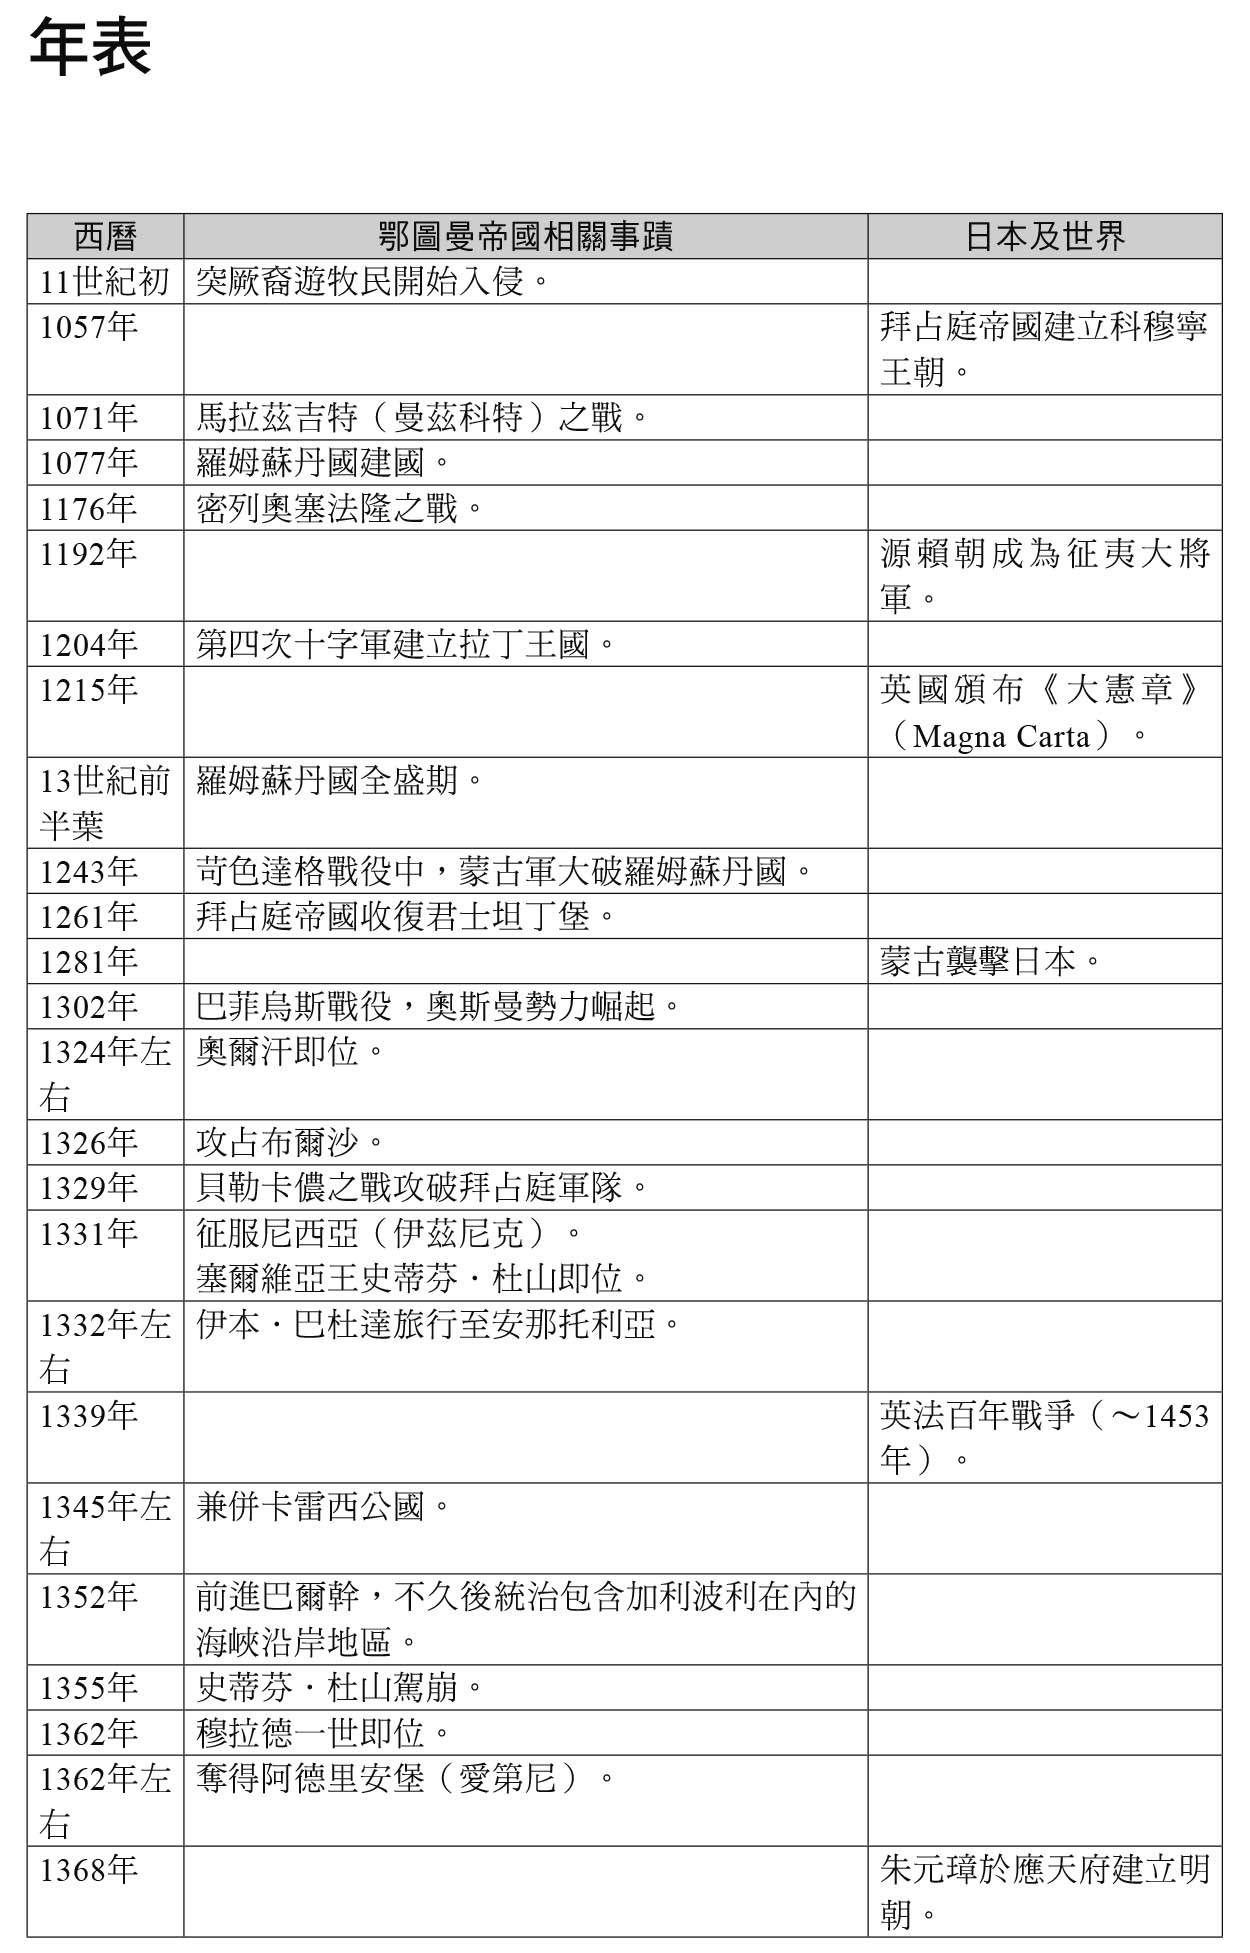 年表
西曆 鄂圖曼帝國相關事蹟 日本及世界
11世紀初 突厥裔遊牧民開始入侵。
1057年 拜占庭帝國建立科穆寧
王朝。
1071年 馬拉茲吉特（曼茲科特）之戰。
1077年 羅姆蘇丹國建國。
1176年 密列奧塞法隆之戰。
1192年 源賴朝成為征夷大將
軍。
1204年 第四次十字軍建立拉丁王國。
1215年 英國頒布《大憲章》
（Magna Carta）。
13世紀前 羅姆蘇丹國全盛期。
半葉
1243年 苛色達格戰役中，蒙古軍大破羅姆蘇丹國。
1261年 拜占庭帝國收復君士坦丁堡。
1281年 蒙古襲擊日本。
1302年 巴菲烏斯戰役，奧斯曼勢力崛起。
1324年左 奧爾汗即位。
右
1326年 攻占布爾沙。
1329年 貝勒卡儂之戰攻破拜占庭軍隊。
1331年 征服尼西亞（伊茲尼克）。
塞爾維亞王史蒂芬．杜山即位。
1332年左 伊本．巴杜達旅行至安那托利亞。
右
1339年 英法百年戰爭（～1453
年）。
1345年左 兼併卡雷西公國。
右
1352年 前進巴爾幹，不久後統治包含加利波利在內的
海峽沿岸地區。
1355年 史蒂芬．杜山駕崩。
1362年 穆拉德一世即位。
1362年左 奪得阿德里安堡（愛第尼）。
右
1368年 朱元璋於應天府建立明
朝。